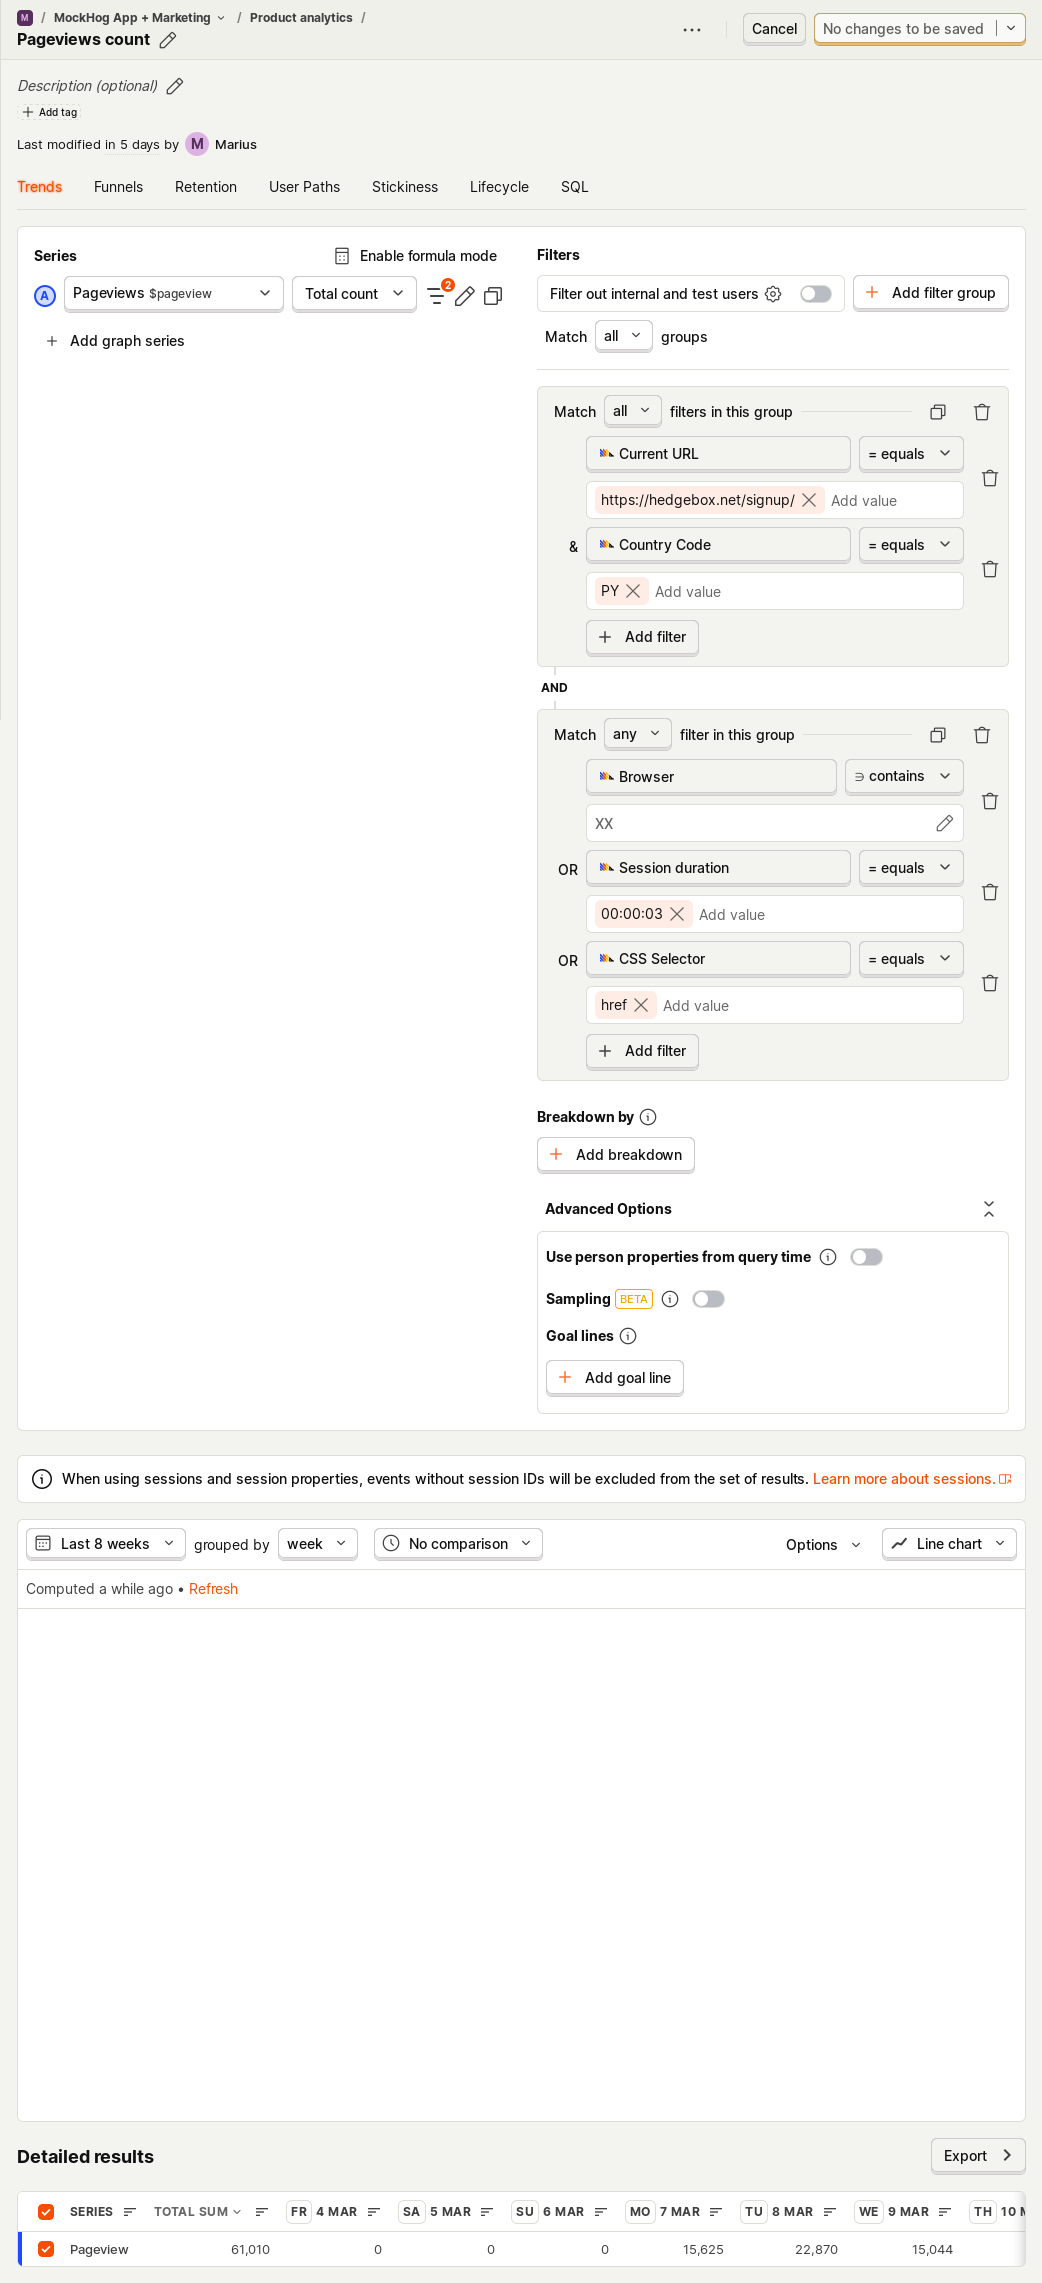 M / MockHog App + Marketing / Product analytics /
Pageviews count
Cancel
No changes to be saved
Description (optional)
Add tag
Last modified in 5 days by M Marius
Trends Funnels Retention User Paths Stickiness Lifecycle SQL
Series
Enable formula mode
A Pageviews $pageview Total count 2
Add graph series
Filters
Filter out internal and test users
Add filter group
Match all groups
Match all filters in this group
Current URL = equals
https://hedgebox.net/signup/ Add value
& Country Code = equals
PY Add value
Add filter
AND
Match any filter in this group
Browser ∋ contains
XX
OR Session duration = equals
00:00:03 Add value
OR CSS Selector = equals
href Add value
Add filter
Breakdown by
Add breakdown
Advanced Options
Use person properties from query time
Sampling BETA
Goal lines
Add goal line
When using sessions and session properties, events without session IDs will be excluded from the set of results. Learn more about sessions.
Last 8 weeks grouped by week No comparison Options Line chart
Computed a while ago • Refresh
Detailed results
Export
SERIES TOTAL SUM FR 4 MAR SA 5 MAR SU 6 MAR MO 7 MAR TU 8 MAR WE 9 MAR TH 10
Pageview 61,010 0 0 0 15,625 22,870 15,044